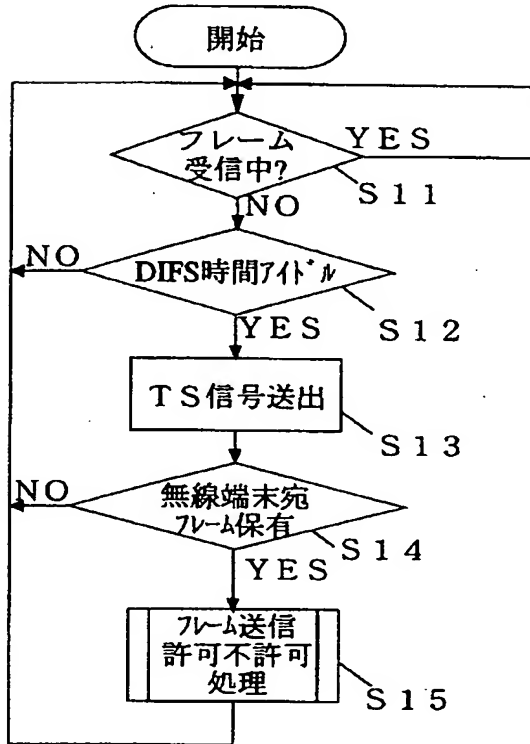 開始
フレーム
受信中?
YES
S11
NO
NO
DIFS時間ｱｲﾄﾞﾙ
S12
YES
TS信号送出
S13
NO
無線端末宛
ﾌﾚｰﾑ保有
S14
YES
ﾌﾚｰﾑ送信
許可不許可
処理
S15